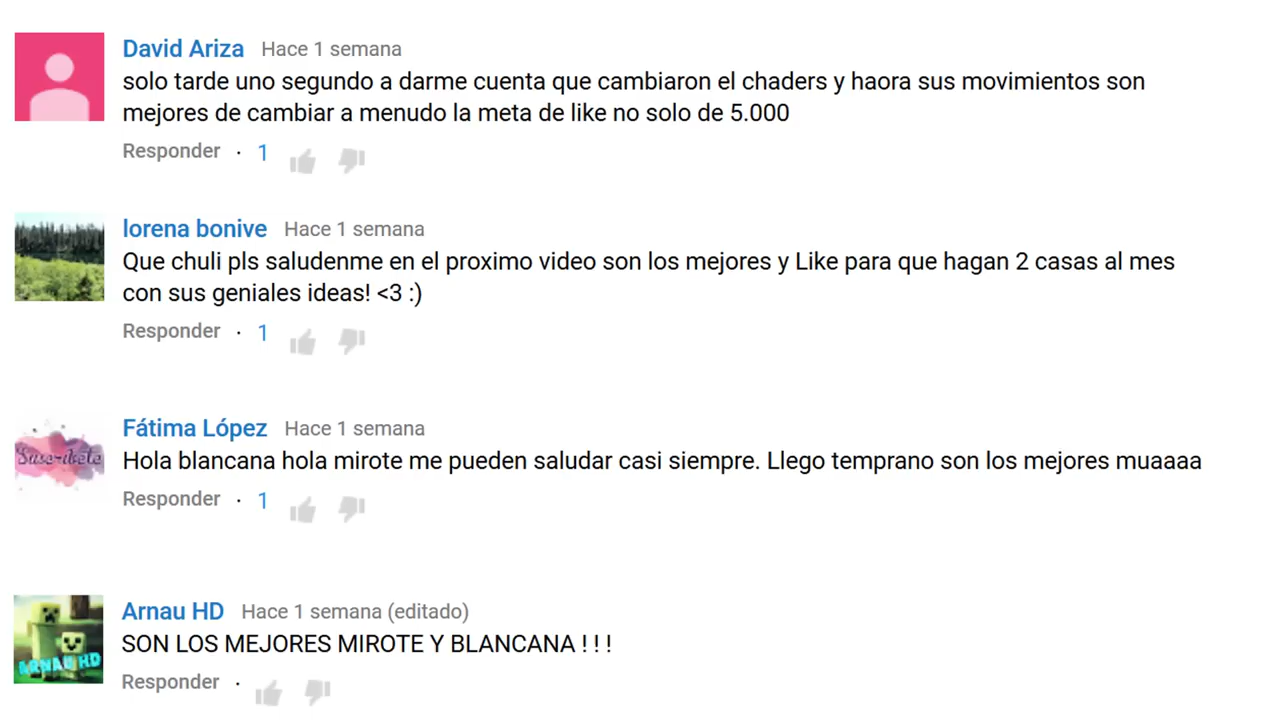 David Ariza Hace 1 semana
solo tarde uno segundo a darme cuenta que cambiaron el chaders y haora sus movimientos son
mejores de cambiar a menudo la meta de like no solo de 5.000
Responder · 1
lorena bonive Hace 1 semana
Que chuli pls saludenme en el proximo video son los mejores y Like para que hagan 2 casas al mes
con sus geniales ideas! <3 :)
Responder · 1
Fátima López Hace 1 semana
Suscribete
Hola blancana hola mirote me pueden saludar casi siempre. Llego temprano son los mejores muaaaa
Responder · 1
Arnau HD Hace 1 semana (editado)
SON LOS MEJORES MIROTE Y BLANCANA ! ! !
ARNAU HD
Responder ·